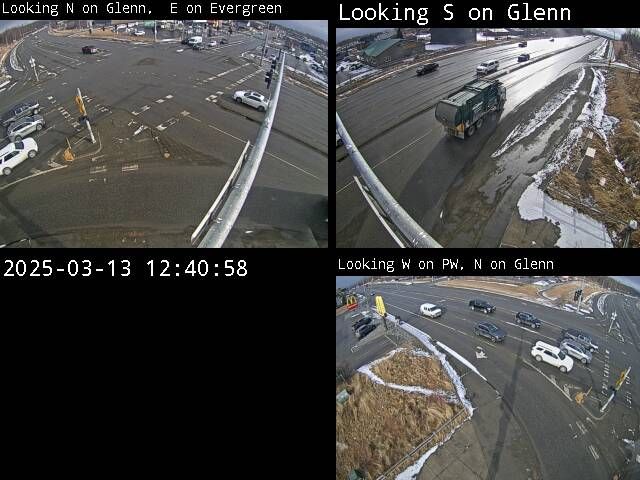 Looking N on Glenn,  E on Evergreen
Looking S on Glenn
2025-03-13 12:40:58
Looking W on PW, N on Glenn